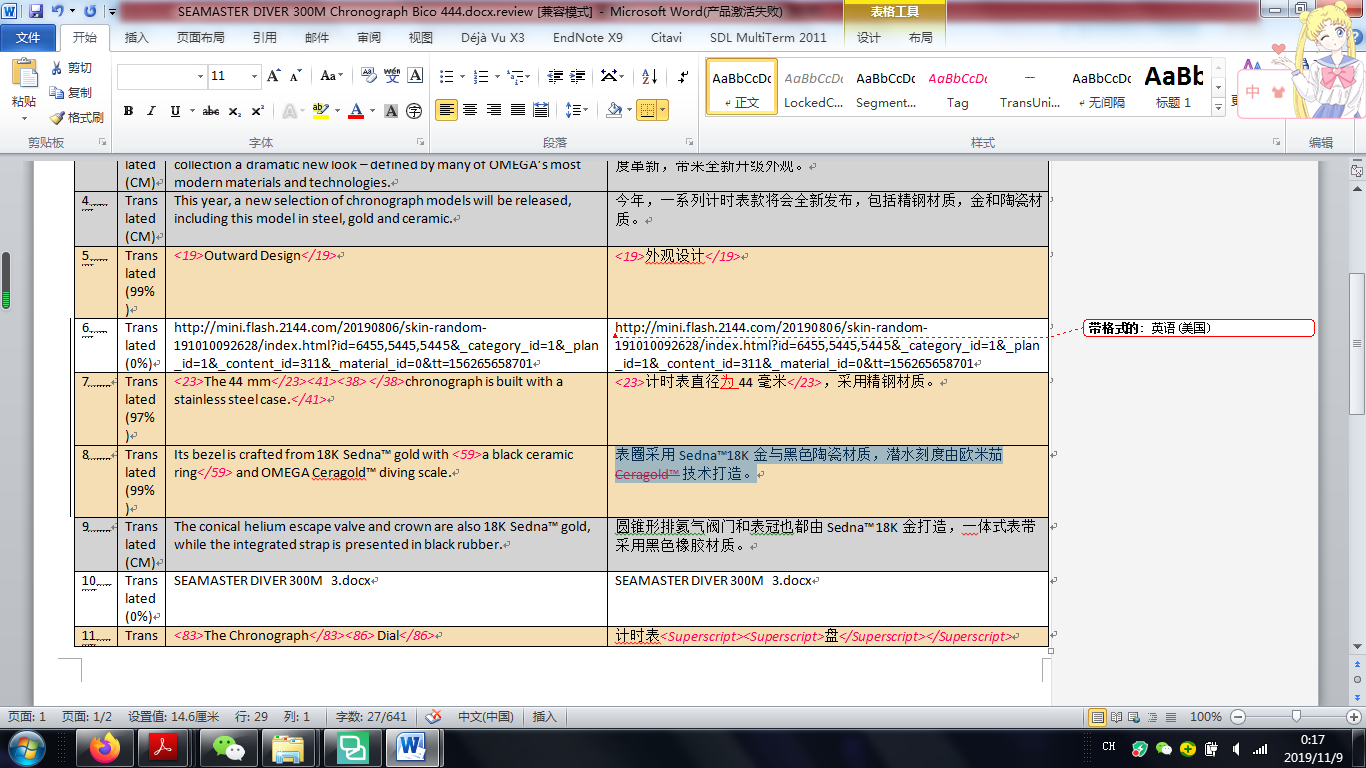 SEAMASTER DIVER 300M Chronograph Bico 444.docx.review [兼容模式] - Microsoft Word(产品激活失败)
表格工具
文件 开始 插入 页面布局 引用 邮件 审阅 视图 Déjà Vu X3 EndNote X9 Citavi SDL MultiTerm 2011 设计 布局
粘贴
剪切
复制
格式刷
11
AaBbCcDc AaBbCcDc AaBbCcDc AaBbCcDc AaBbCcDc AaBb
正文 LockedC... Segment... Tag TransUni... 无间隔 标题 1
中
剪贴板 字体 段落 样式 编辑
lated
(CM)
collection a dramatic new look – defined by many of OMEGA's most
modern materials and technologies.
度革新，带来全新升级外观。
4
Trans
lated
(CM)
This year, a new selection of chronograph models will be released,
including this model in steel, gold and ceramic.
今年，一系列计时表款将会全新发布，包括精钢材质，金和陶瓷材
质。
5
Trans
lated
(99%
)
<19>Outward Design</19>
<19>外观设计</19>
6
Trans
lated
(0%)
http://mini.flash.2144.com/20190806/skin-random-
191010092628/index.html?id=6455,5445,5445&_category_id=1&_plan
_id=1&_content_id=311&_material_id=0&tt=156265658701
http://mini.flash.2144.com/20190806/skin-random-
191010092628/index.html?id=6455,5445,5445&_category_id=1&_plan
_id=1&_content_id=311&_material_id=0&tt=156265658701
带格式的: 英语(美国)
7
Trans
lated
(97%
)
<23>The 44 mm</23><41><38> </38>chronograph is built with a
stainless steel case.</41>
<23>计时表直径为 44 毫米</23>，采用精钢材质。
8
Trans
lated
(99%
)
Its bezel is crafted from 18K Sedna™ gold with <59>a black ceramic
ring</59> and OMEGA Ceragold™ diving scale.
表圈采用 Sedna™18K 金与黑色陶瓷材质，潜水刻度由欧米茄
Ceragold™ 技术打造。
9
Trans
lated
(CM)
The conical helium escape valve and crown are also 18K Sedna™ gold,
while the integrated strap is presented in black rubber.
圆锥形排氦气阀门和表冠也都由 Sedna™18K 金打造，一体式表带
采用黑色橡胶材质。
10
Trans
lated
(0%)
SEAMASTER DIVER 300M 3.docx
SEAMASTER DIVER 300M 3.docx
11
Trans
<83>The Chronograph</83><86> Dial</86>
计时表<Superscript><Superscript>盘</Superscript></Superscript>
页面: 1 页面: 1/2 设置值: 14.6厘米 行: 29 列: 1 字数: 27/641 中文(中国) 插入 100%
CH
0:17
2019/11/9